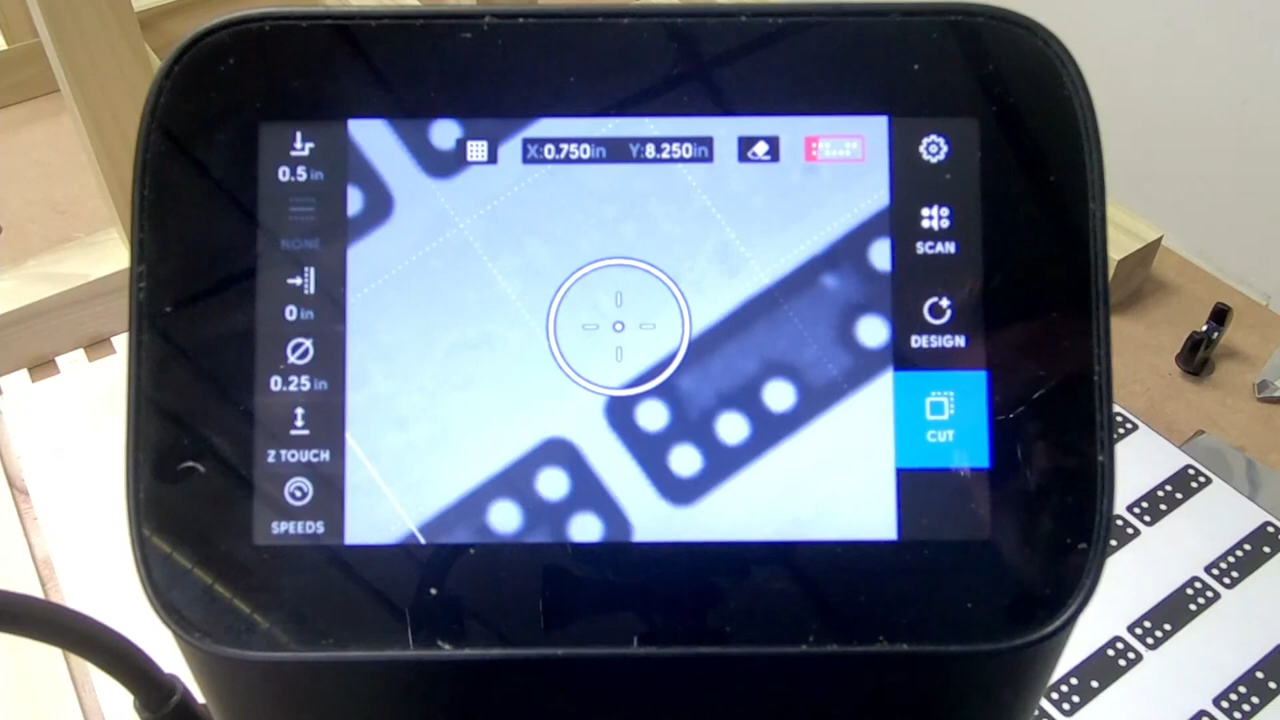 0.5 in
NONE
0 in
0.25 in
Z TOUCH
SPEEDS
X:0.750in Y:8.250in
SCAN
DESIGN
CUT